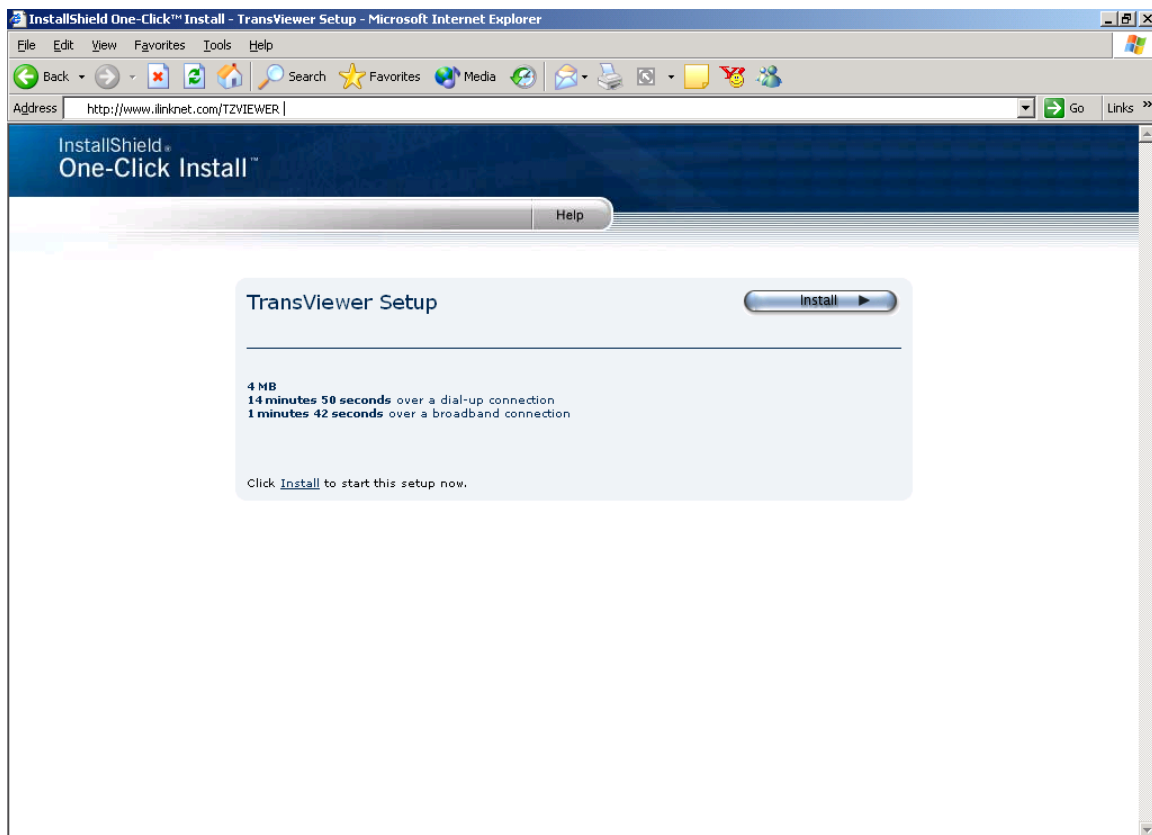 InstallShield One-Click™ Install - TransViewer Setup - Microsoft Internet Explorer
File Edit View Favorites Tools Help
Back Search Favorites Media
Address http://www.ilinknet.com/TZVIEWER Go Links »
InstallShield®
One-Click Install™
Help
TransViewer Setup Install
4 MB
14 minutes 50 seconds over a dial-up connection
1 minutes 42 seconds over a broadband connection
Click Install to start this setup now.